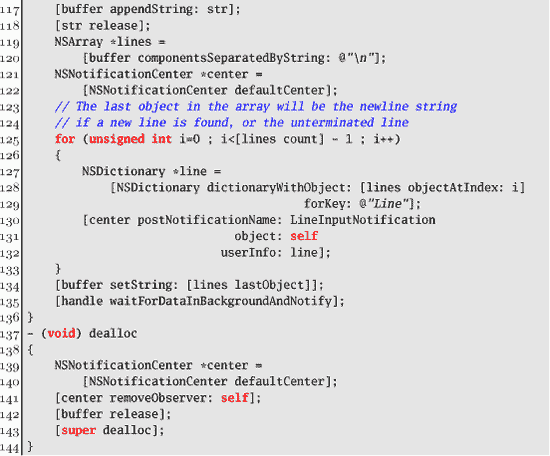 117 [buffer appendString: str];
118 [str release];
119 NSArray *lines =
120 [buffer componentsSeparatedByString: @"\n"];
121 NSNotificationCenter *center =
122 [NSNotificationCenter defaultCenter];
123 // The last object in the array will be the newline string
124 // if a new line is found, or the unterminated line
125 for (unsigned int i=0 ; i<[lines count] - 1 ; i++)
126 {
127 NSDictionary *line =
128 [NSDictionary dictionaryWithObject: [lines objectAtIndex: i]
129 forKey: @"Line"];
130 [center postNotificationName: LineInputNotification
131 object: self
132 userInfo: line];
133 }
134 [buffer setString: [lines lastObject]];
135 [handle waitForDataInBackgroundAndNotify];
136 }
137 - (void) dealloc
138 {
139 NSNotificationCenter *center =
140 [NSNotificationCenter defaultCenter];
141 [center removeObserver: self];
142 [buffer release];
143 [super dealloc];
144 }